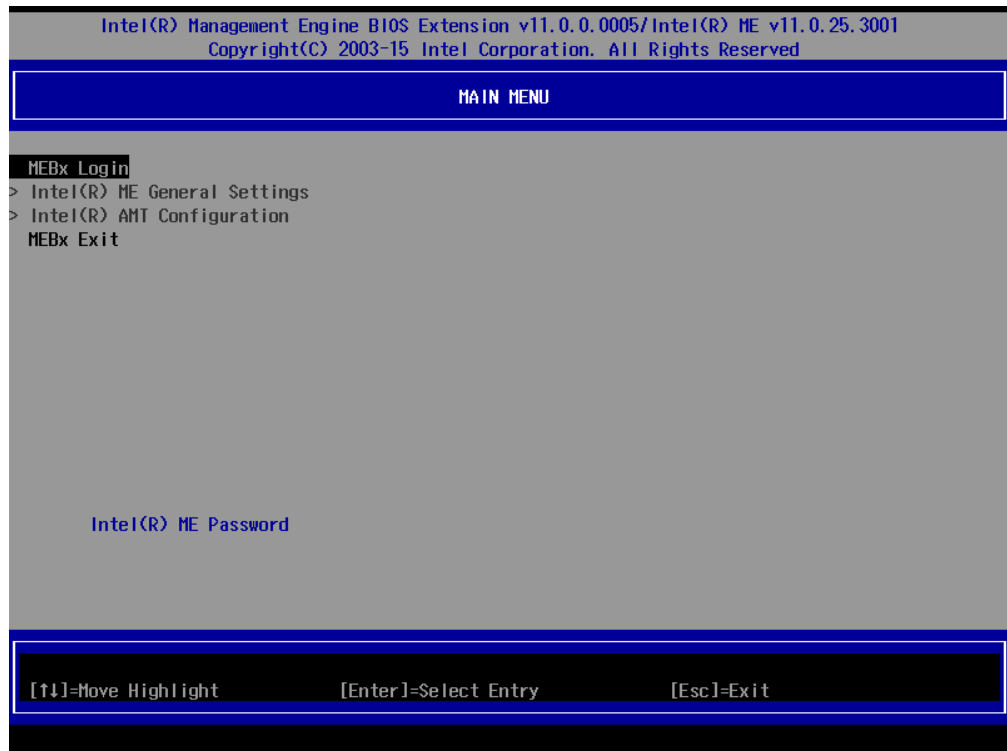 Intel(R) Management Engine BIOS Extension v11.0.0.0005/Intel(R) ME v11.0.25.3001
Copyright(C) 2003-15 Intel Corporation. All Rights Reserved
MAIN MENU
MEBx Login
> Intel(R) ME General Settings
> Intel(R) AMT Configuration
MEBx Exit
Intel(R) ME Password
[↑↓]=Move Highlight [Enter]=Select Entry [Esc]=Exit